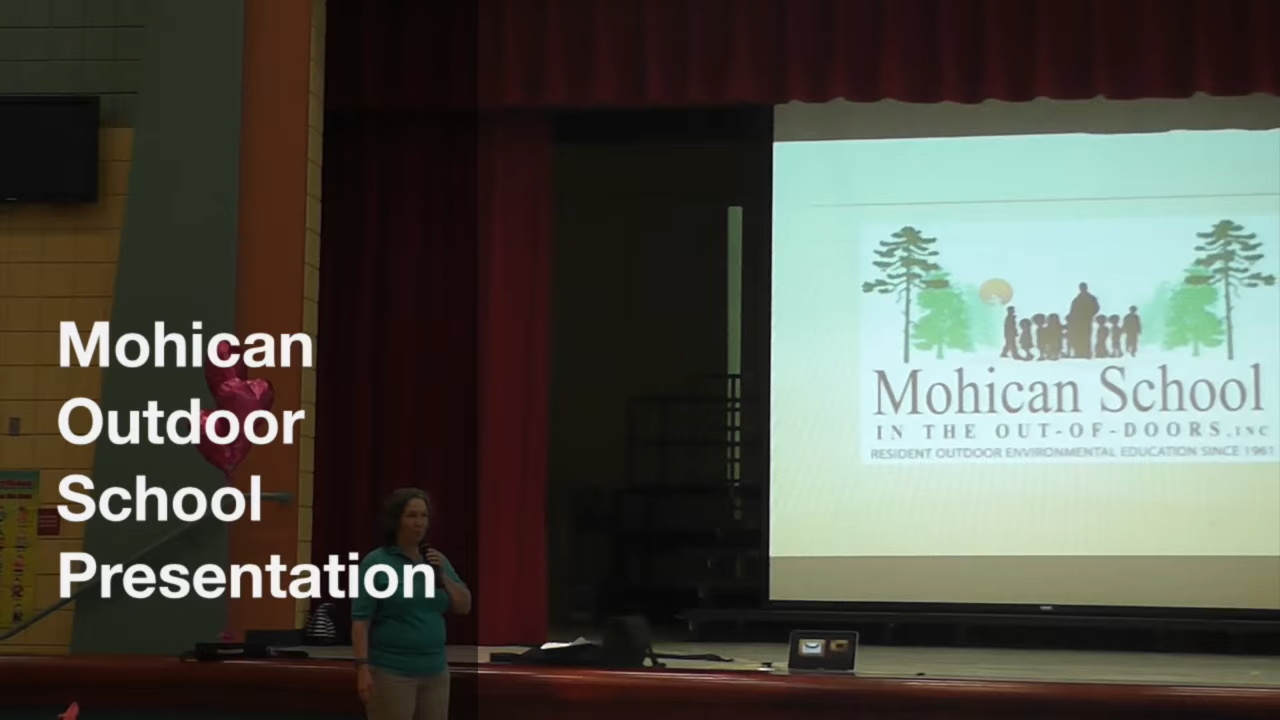 Mohican
Outdoor
School
Presentation
Mohican School
IN THE OUT-OF-DOORS, INC
RESIDENT OUTDOOR ENVIRONMENTAL EDUCATION SINCE 1961